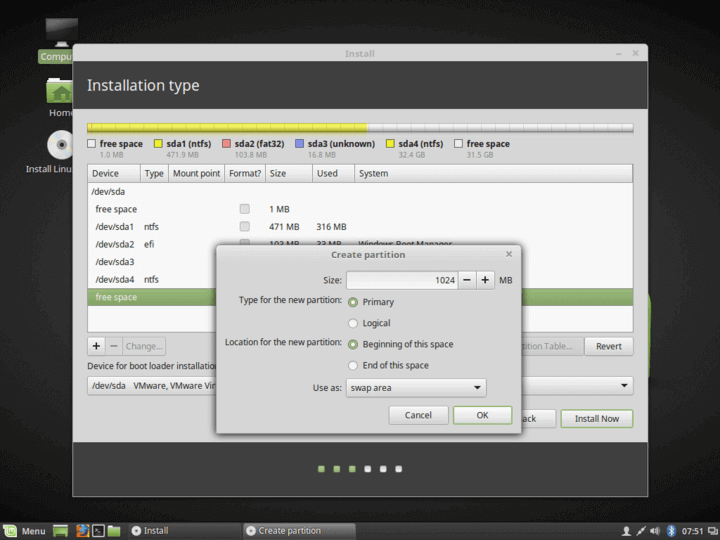 Compu
Home
Install Linu
Install
Installation type
free space sda1 (ntfs) sda2 (fat32) sda3 (unknown) sda4 (ntfs) free space
1.0 MB 471.9 MB 103.8 MB 16.8 MB 32.4 GB 31.5 GB
Device Type Mount point Format? Size Used System
/dev/sda
free space 1 MB
/dev/sda1 ntfs 471 MB 316 MB
/dev/sda2 efi 103 MB 33 MB Windows Boot Manager
/dev/sda3
/dev/sda4 ntfs
free space
Create partition
Size: 1024 − + MB
Type for the new partition: Primary
Logical
Location for the new partition: Beginning of this space
End of this space
Use as: swap area
Cancel OK
+ − Change... tition Table... Revert
Device for boot loader installation
/dev/sda VMware, VMware Vir
ack Install Now
Menu Install Create partition 07:51